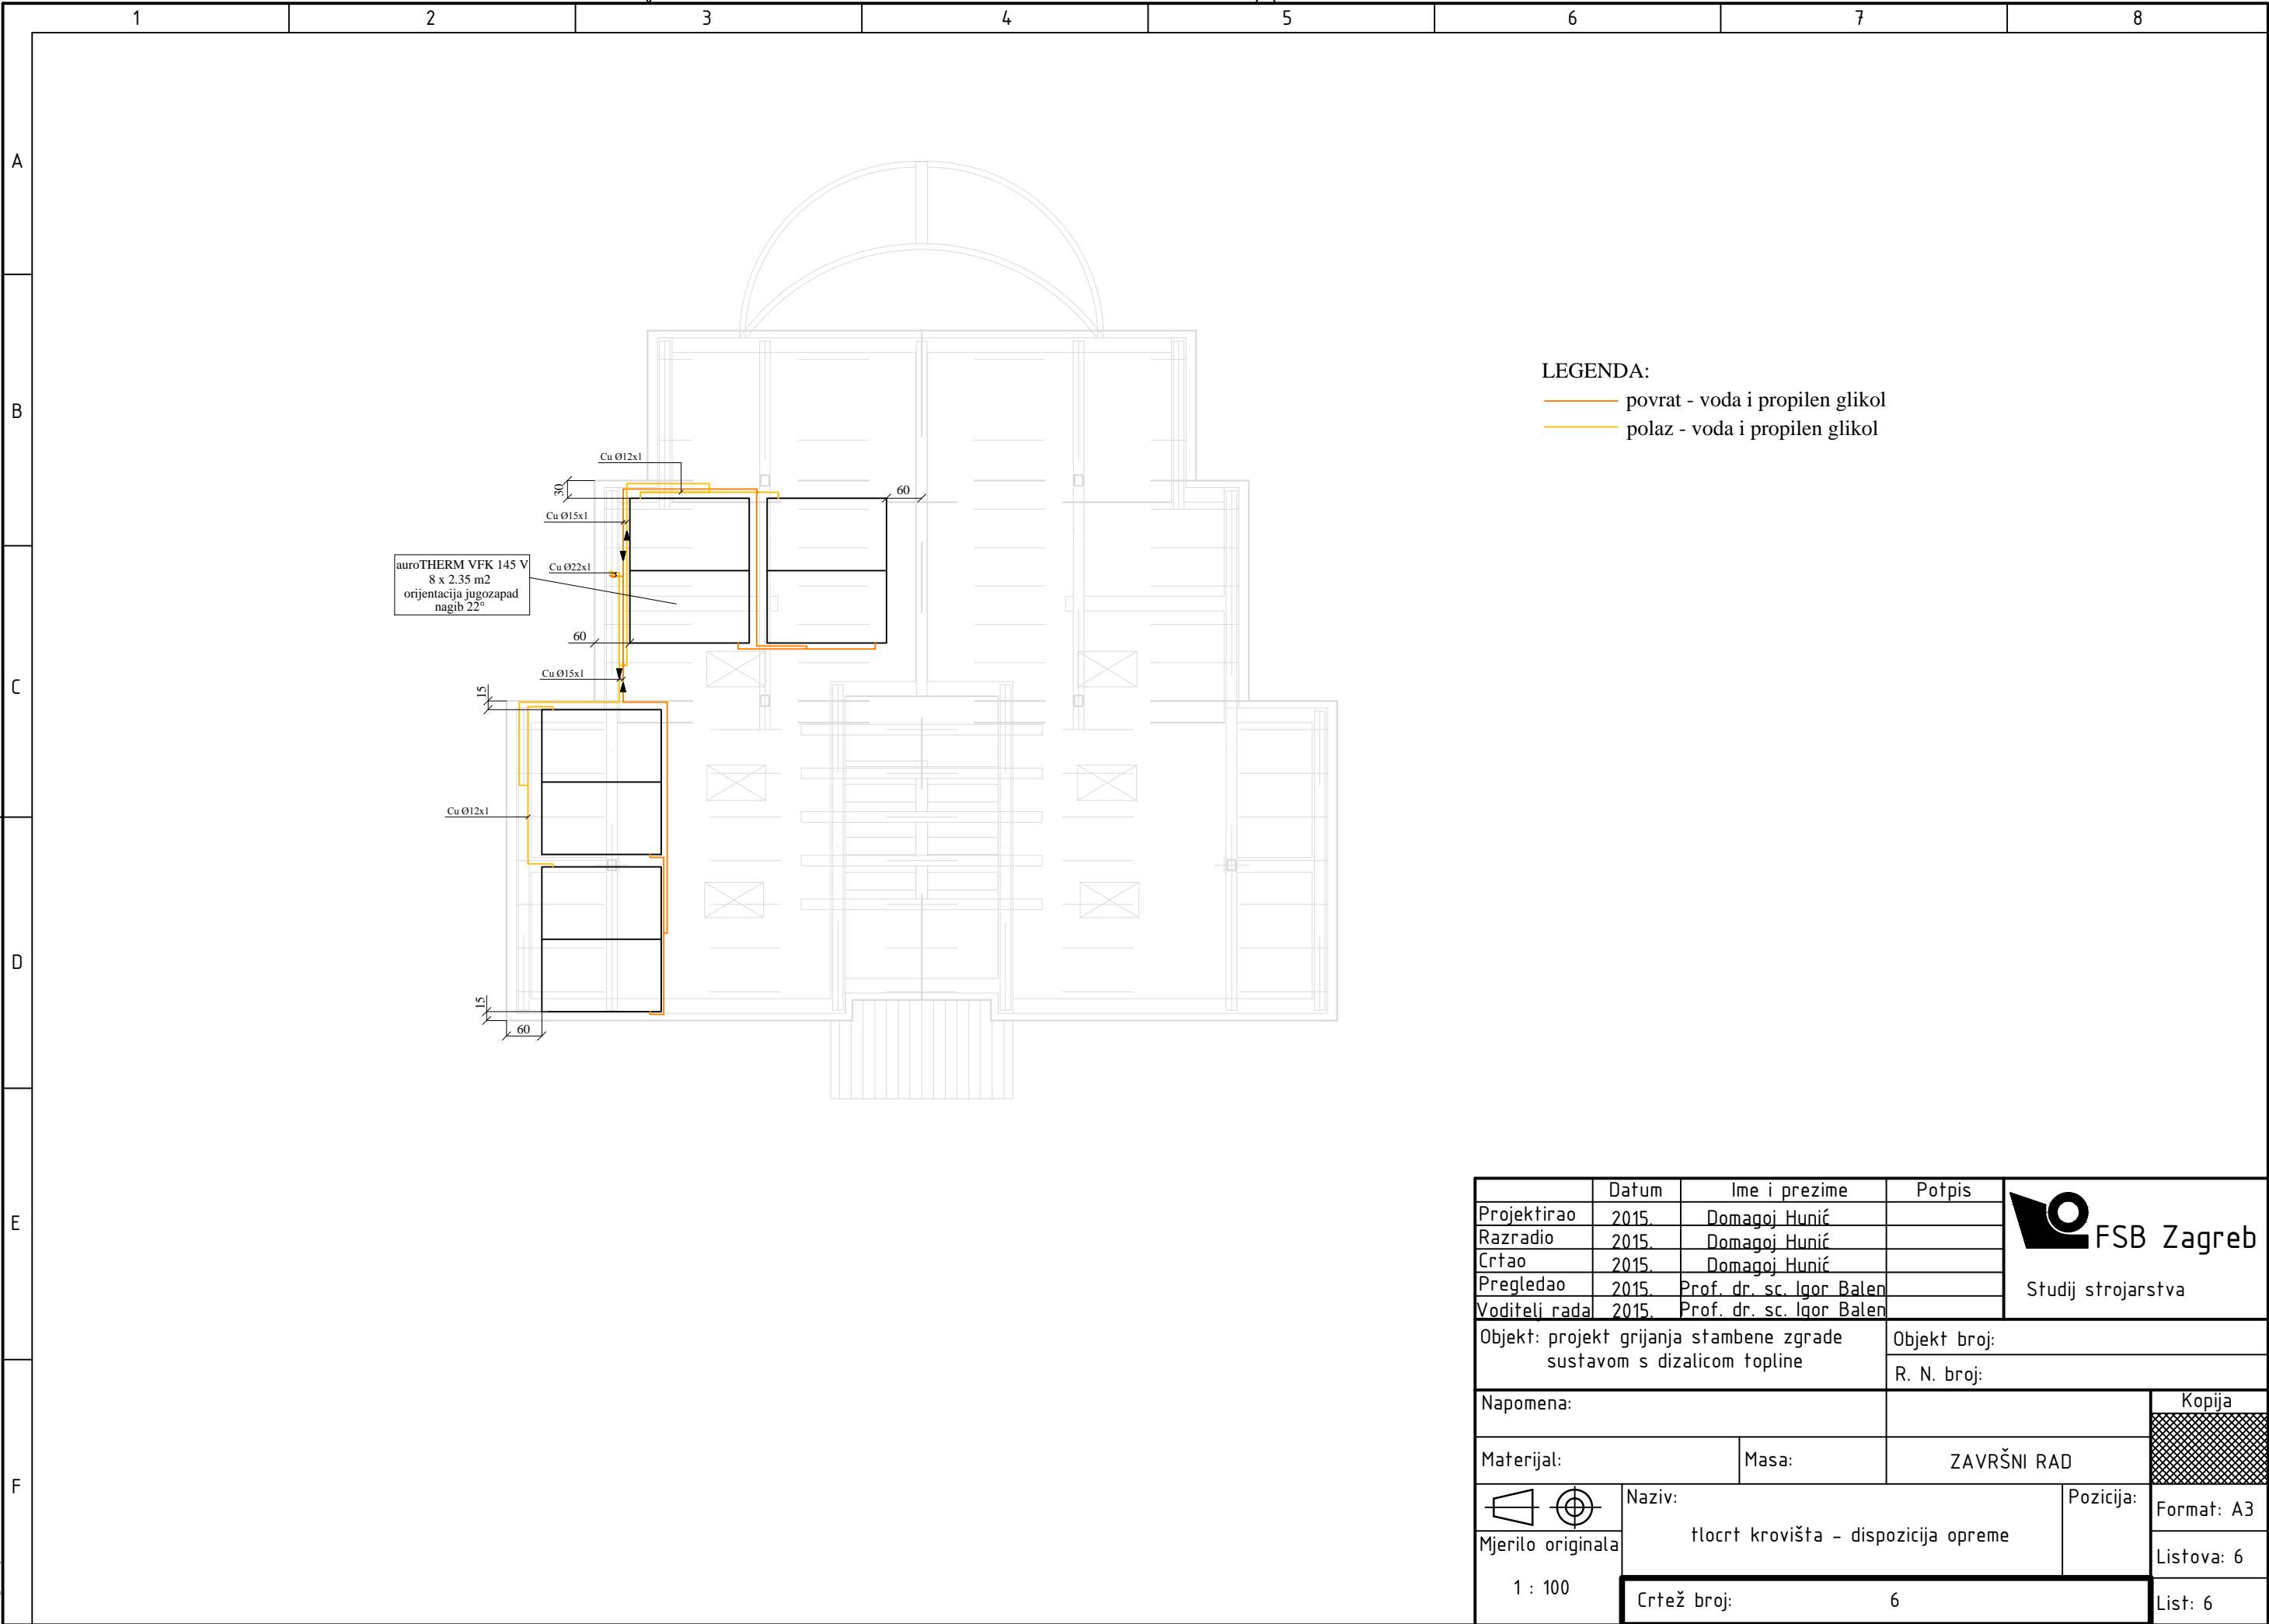 1 2 3 4 5 6 7 8
A
B
C
D
E
F
LEGENDA:
povrat - voda i propilen glikol
polaz - voda i propilen glikol
Cu Ø12x1
30
60
Cu Ø15x1
auroTHERM VFK 145 V
8 x 2.35 m2
orijentacija jugozapad
nagib 22°
Cu Ø22x1
60
Cu Ø15x1
15
Cu Ø12x1
15
60
Datum Ime i prezime Potpis
Projektirao 2015. Domagoj Hunić
Razradio 2015. Domagoj Hunić
Crtao 2015. Domagoj Hunić
Pregledao 2015. Prof. dr. sc. Igor Balen
Voditelj rada 2015. Prof. dr. sc. Igor Balen
FSB Zagreb
Studij strojarstva
Objekt: projekt grijanja stambene zgrade
sustavom s dizalicom topline
Objekt broj:
R. N. broj:
Napomena:
Kopija
Materijal:
Masa:
ZAVRŠNI RAD
Naziv:
tlocrt krovišta - dispozicija opreme
Pozicija:
Format: A3
Mjerilo originala
1 : 100
Listova: 6
Crtež broj: 6
List: 6